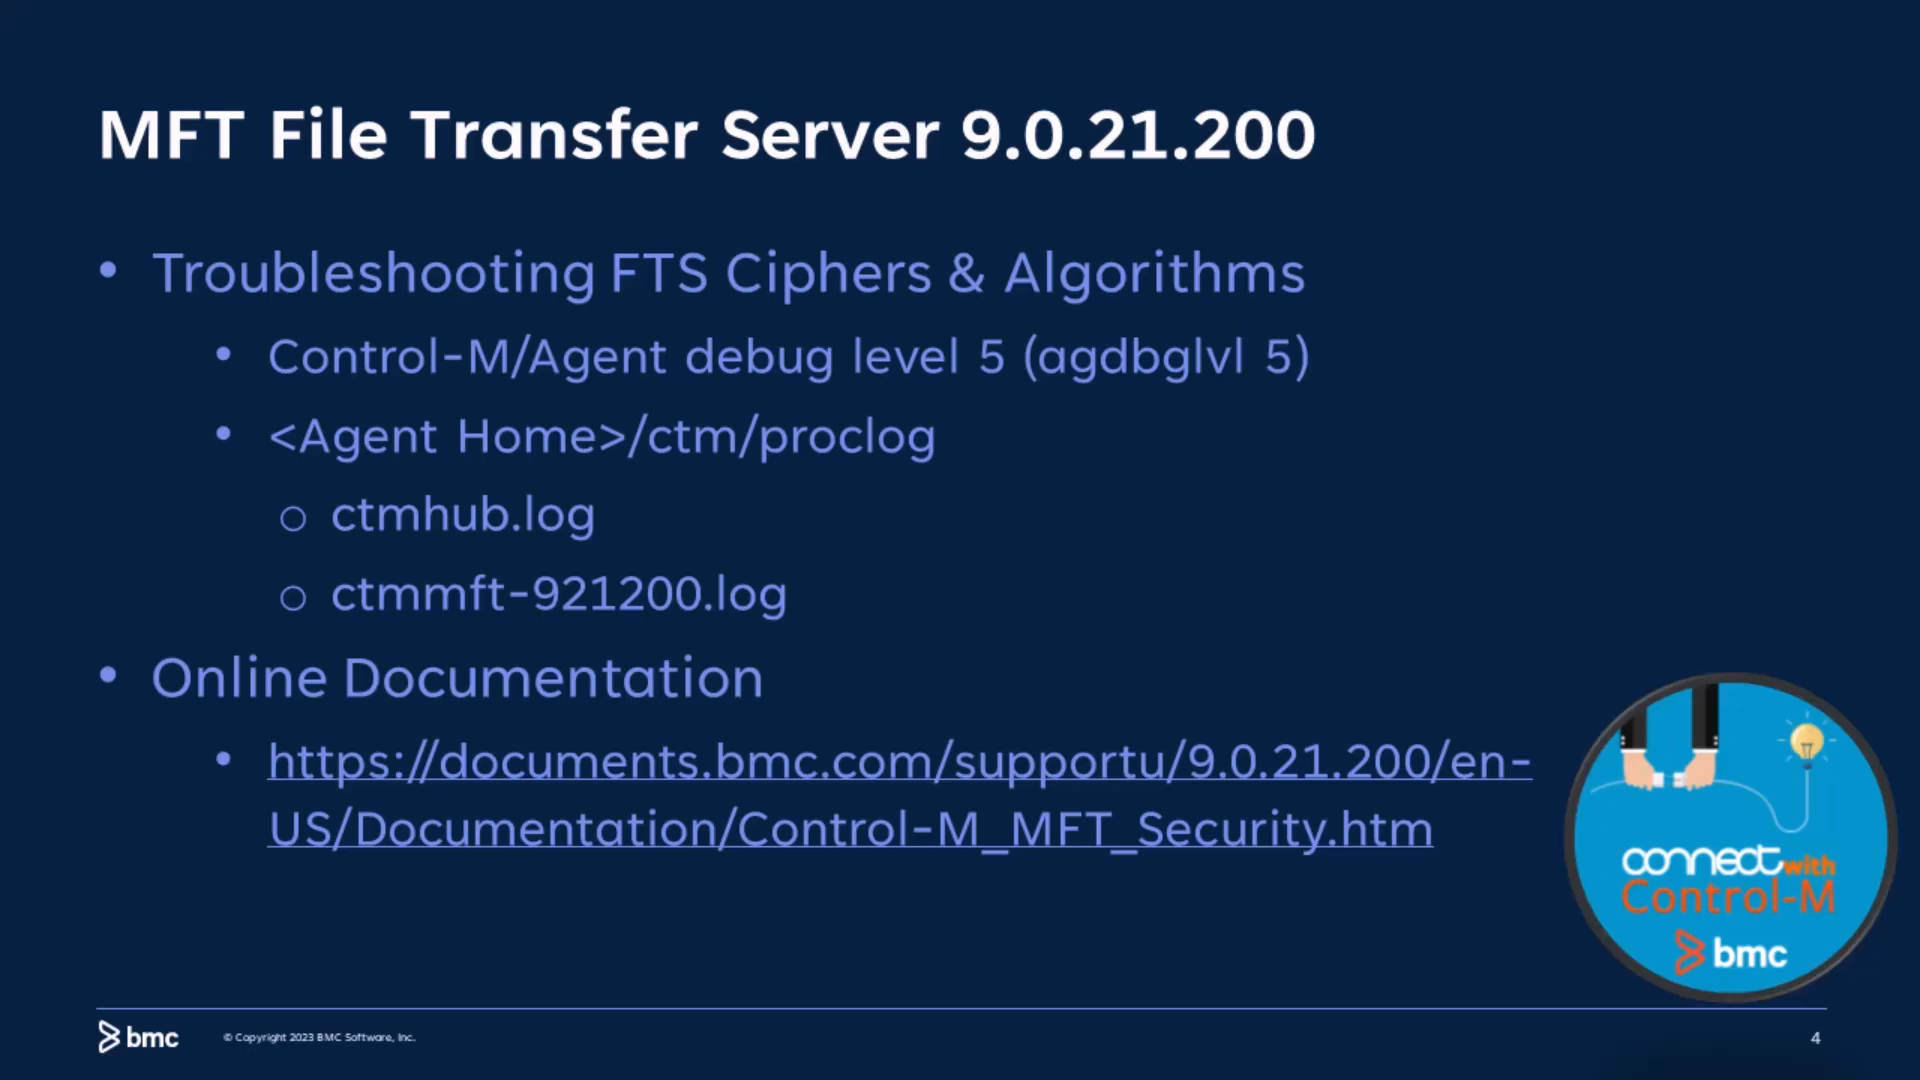 MFT File Transfer Server 9.0.21.200
• Troubleshooting FTS Ciphers & Algorithms
• Control-M/Agent debug level 5 (agdbglvl 5)
• <Agent Home>/ctm/proclog
o ctmhub.log
o ctmmft-921200.log
• Online Documentation
• https://documents.bmc.com/supportu/9.0.21.200/en-
US/Documentation/Control-M_MFT_Security.htm
connect with
Control-M
bmc
bmc
© Copyright 2023 BMC Software, Inc.
4